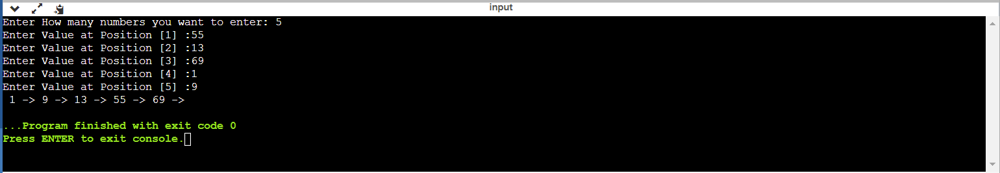 input
Enter How many numbers you want to enter: 5
Enter Value at Position [1] :55
Enter Value at Position [2] :13
Enter Value at Position [3] :69
Enter Value at Position [4] :1
Enter Value at Position [5] :9
 1 -> 9 -> 13 -> 55 -> 69 ->
...Program finished with exit code 0
Press ENTER to exit console.